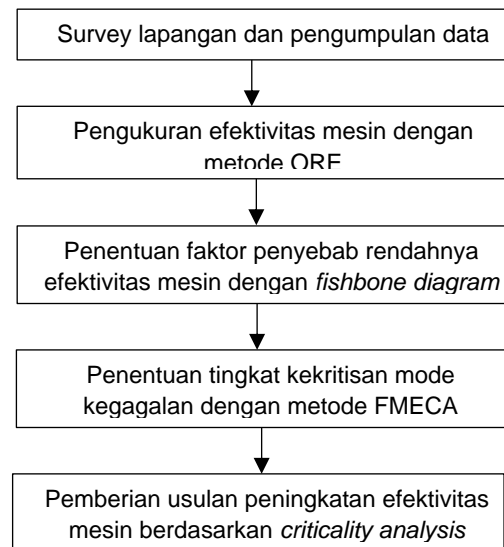 Survey lapangan dan pengumpulan data
Pengukuran efektivitas mesin dengan
metode ORE
Penentuan faktor penyebab rendahnya
efektivitas mesin dengan fishbone diagram
Penentuan tingkat kekritisan mode
kegagalan dengan metode FMECA
Pemberian usulan peningkatan efektivitas
mesin berdasarkan criticality analysis